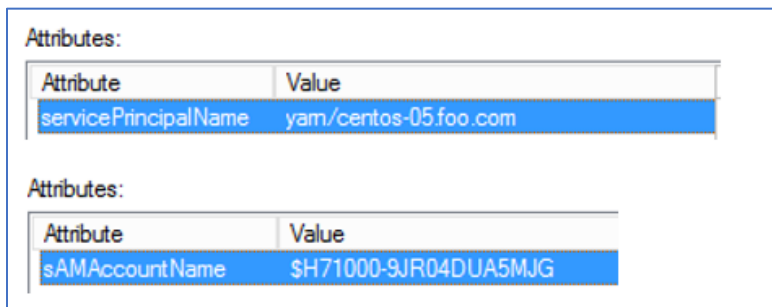 Attributes:
Attribute Value
servicePrincipalName yarn/centos-05.foo.com
Attributes:
Attribute Value
sAMAccountName $H71000-9JR04DUA5MJG